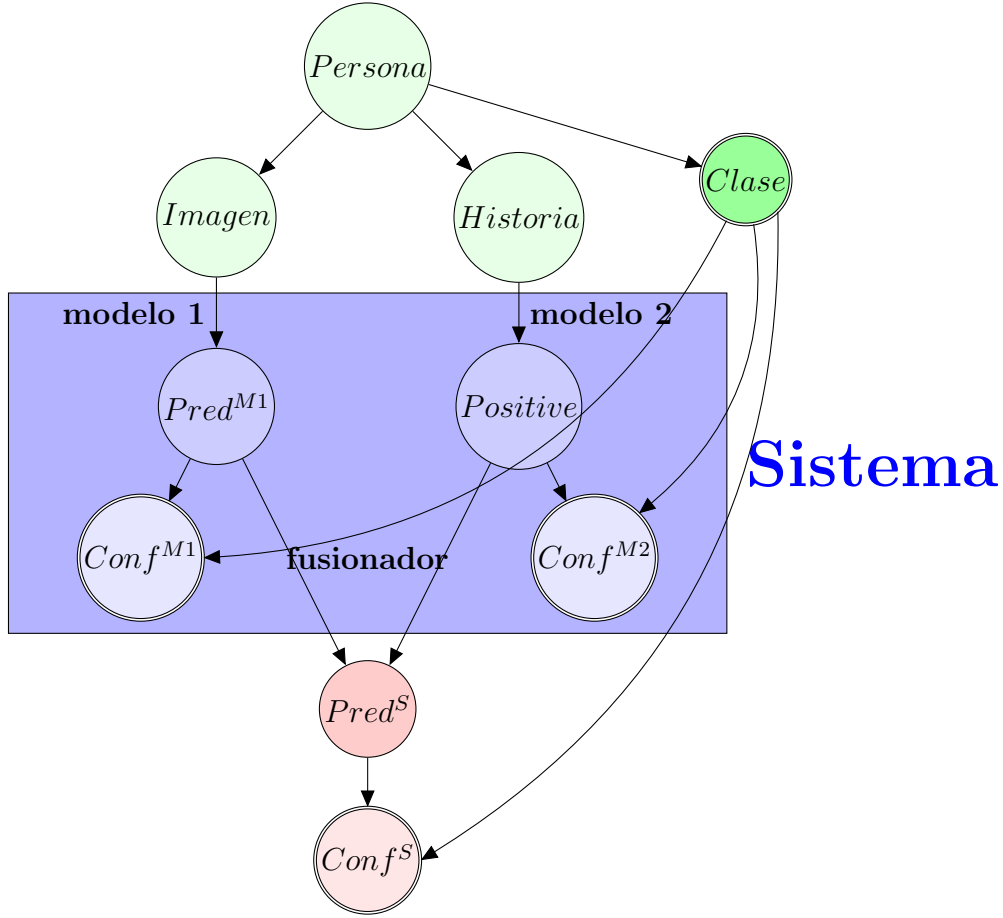 Persona
Clase
Imagen
Historia
modelo 1
modelo 2
Pred^{M1}
Positive
Sistema
Conf^{M1}
fusionador
Conf^{M2}
Pred^{S}
Conf^{S}